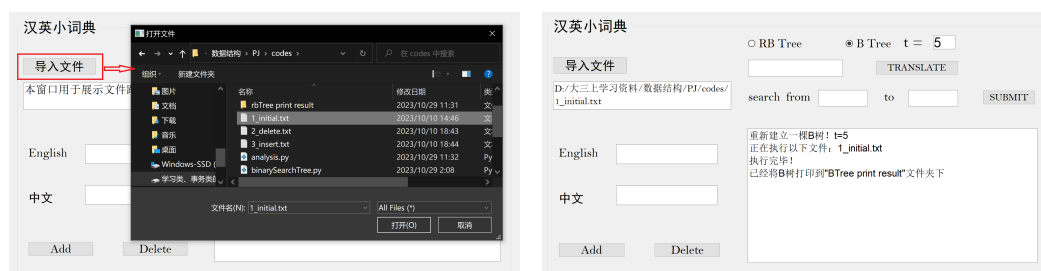 汉英小词典
导入文件
本窗口用于展示文件
English
中文
Add
Delete
打开文件
数据结构 › PJ › codes ›
在 codes 中搜索
组织
新建文件夹
图片
文档
下载
音乐
桌面
Windows-SSD (
学习类、事务类
名称
修改日期
类
rbTree print result
2023/10/29 11:31
文
1_initial.txt
2023/10/10 14:46
文
2_delete.txt
2023/10/10 18:43
文
3_insert.txt
2023/10/10 18:44
文
analysis.py
2023/10/29 11:32
Py
binarySearchTree.py
2023/10/29 2:08
Py
文件名(N):
1_initial.txt
All Files (*)
打开(O)
取消
汉英小词典
RB Tree
B Tree
t =
5
导入文件
TRANSLATE
D:/大三上学习资料/数据结构/PJ/codes/
1_initial.txt
search from
to
SUBMIT
English
中文
Add
Delete
重新建立一棵B树！t=5
正在执行以下文件：1_initial.txt
执行完毕！
已经将B树打印到"BTree print result"文件夹下